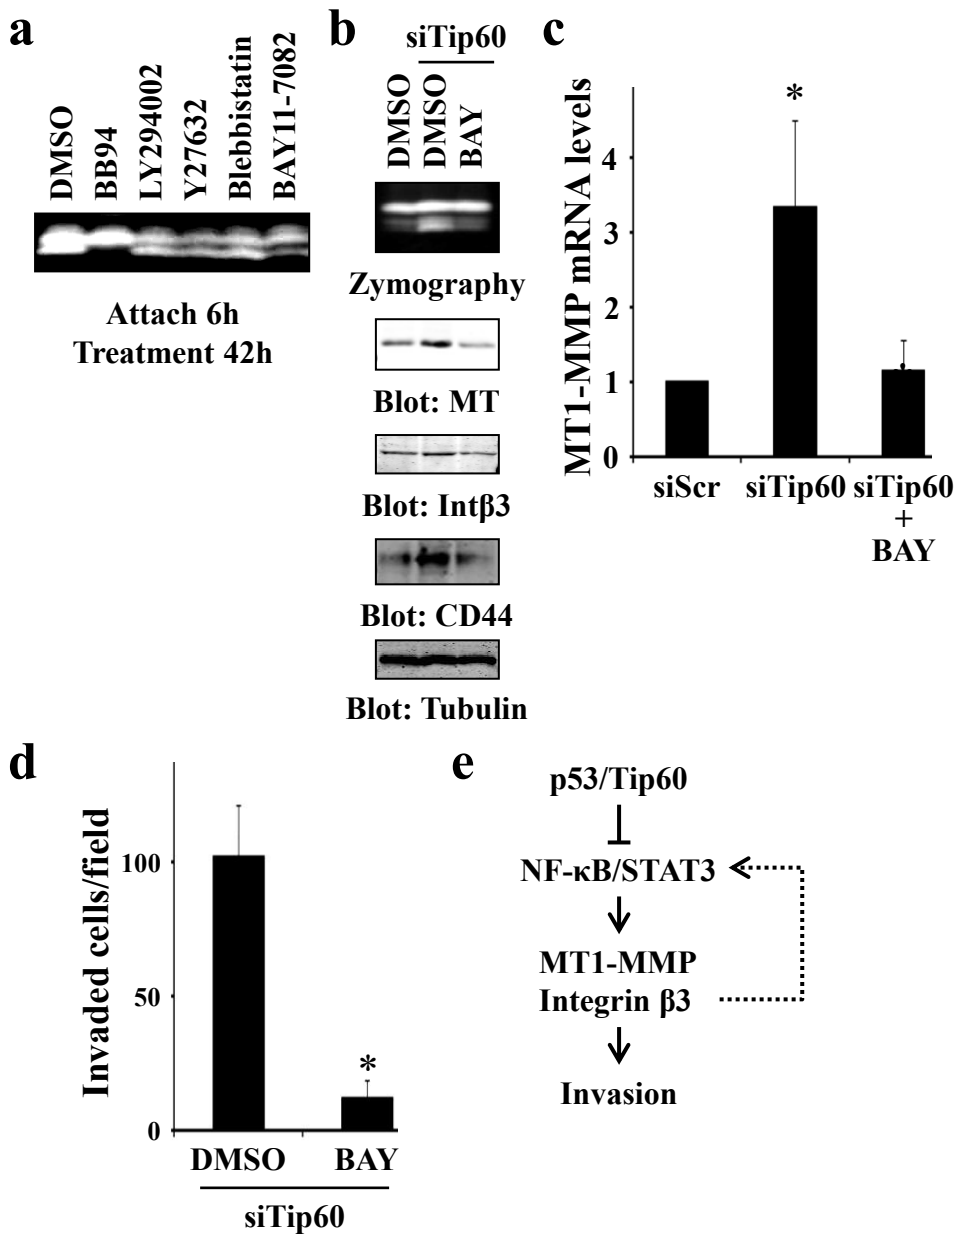 a
DMSO
BB94
LY294002
Y27632
Blebbistatin
BAY11-7082
Attach 6h
Treatment 42h
b
siTip60
DMSO
DMSO
BAY
Zymography
Blot: MT
Blot: Intβ3
Blot: CD44
Blot: Tubulin
c
MT1-MMP mRNA levels
4
3
2
1
0
*
siScr
siTip60
siTip60
+
BAY
d
Invaded cells/field
100
50
0
*
DMSO
BAY
siTip60
e
p53/Tip60
NF-κB/STAT3
MT1-MMP
Integrin β3
Invasion